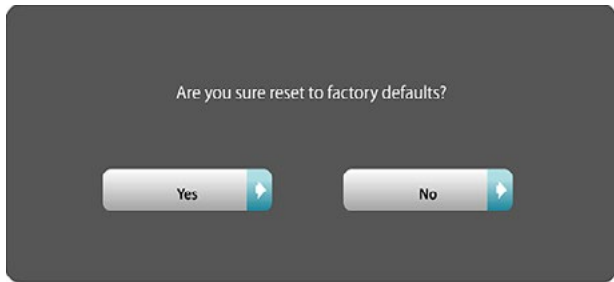 Are you sure reset to factory defaults?
Yes
No